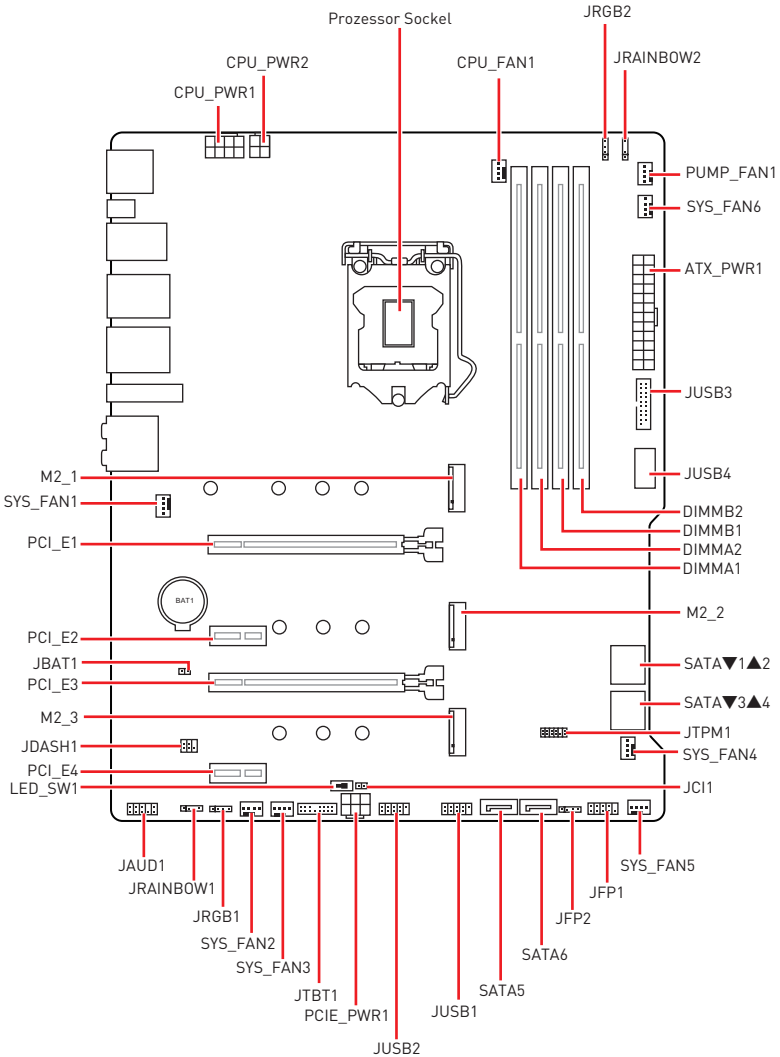 Prozessor Sockel
JRGB2
JRAINBOW2
CPU_PWR2
CPU_FAN1
CPU_PWR1
PUMP_FAN1
SYS_FAN6
ATX_PWR1
JUSB3
JUSB4
M2_1
SYS_FAN1
PCI_E1
DIMMB2
DIMMB1
DIMMA2
DIMMA1
BAT1
M2_2
PCI_E2
JBAT1
PCI_E3
SATA▼1▲2
SATA▼3▲4
M2_3
JDASH1
JTPM1
SYS_FAN4
PCI_E4
LED_SW1
JCI1
JAUD1
JRAINBOW1
JRGB1
SYS_FAN2
SYS_FAN3
JTBT1
PCIE_PWR1
JUSB2
JUSB1
SATA5
SATA6
JFP2
JFP1
SYS_FAN5